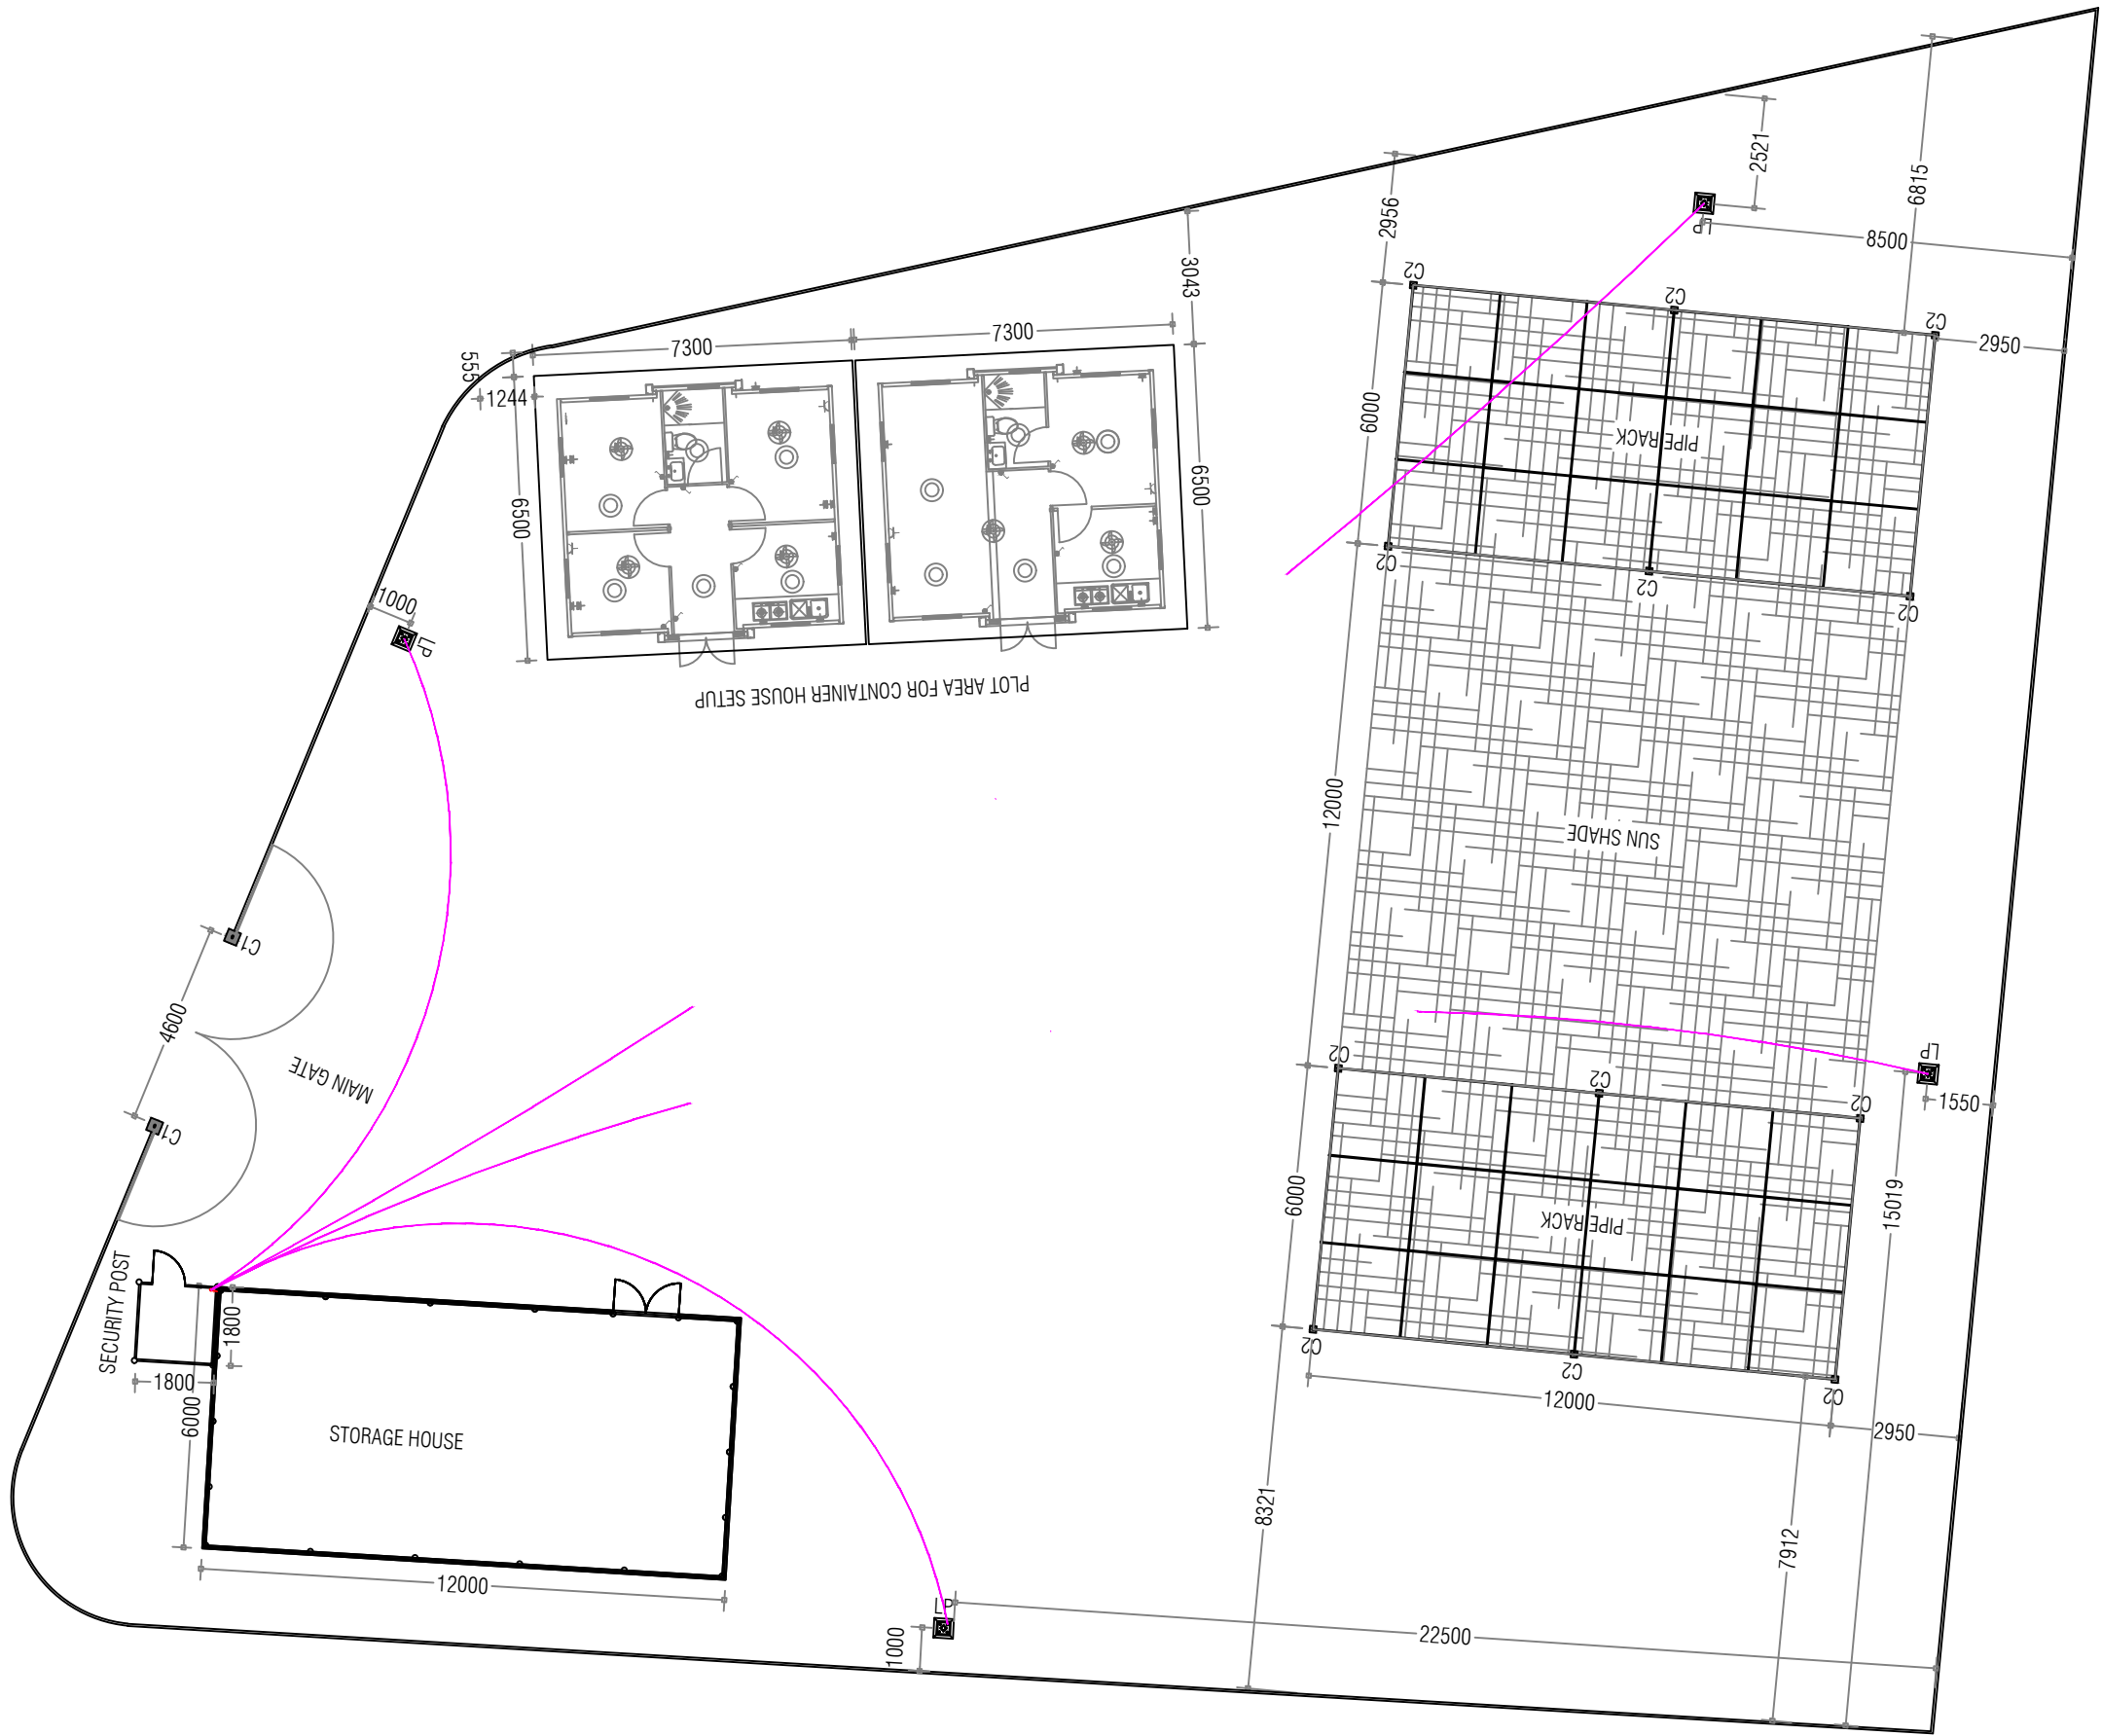 6815
2521
2956
8500
3043
LP
C2
C2
C2
2950
7300
7300
555
1244
6000
PIPE RACK
6500
6500
C2
C2
C2
1000
LP
PLOT AREA FOR CONTAINER HOUSE SETUP
12000
SUN SHADE
C1
4600
MAIN GATE
C1
C2
C2
C2
LP
1550
6000
PIPE RACK
15019
SECURITY POST
1800
1800
6000
STORAGE HOUSE
12000
C2
C2
C2
12000
2950
8321
7912
LP
1000
22500